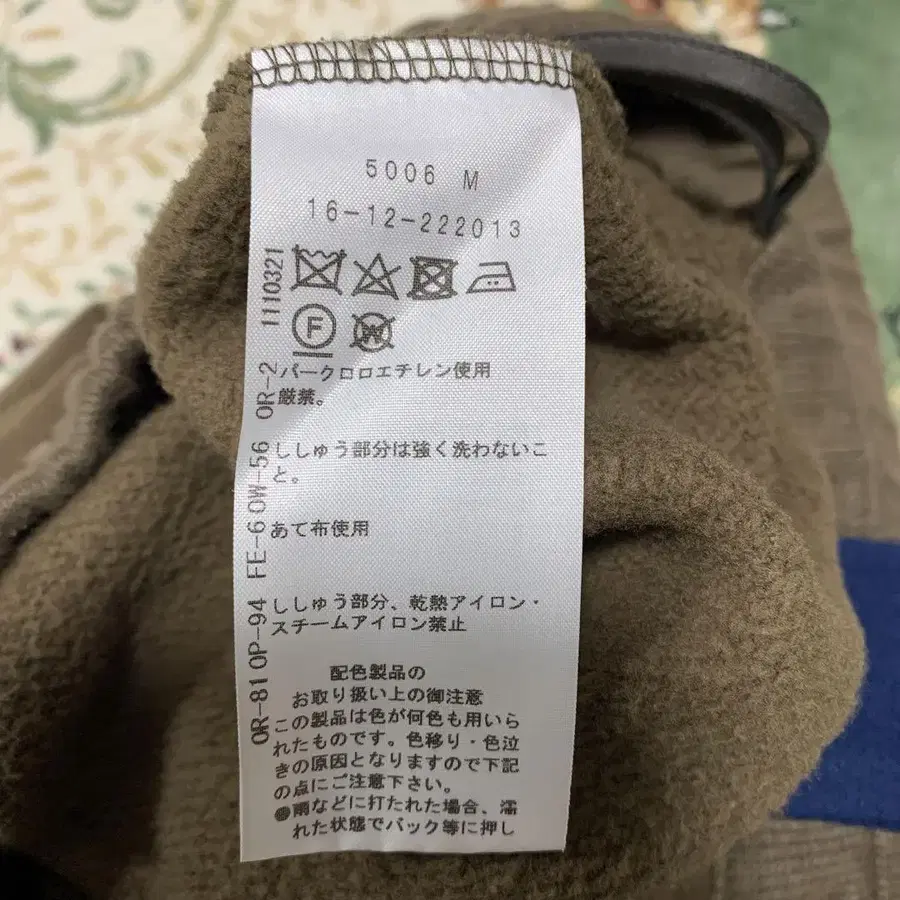 5006 M
16-12-222013
F
W
パークロロエチレン使用
厳禁。
ししゅう部分は強く洗わないこ
と。
あて布使用
ししゅう部分、乾熱アイロン・
スチームアイロン禁止
配色製品の
お取り扱い上の御注意
この製品は色が何色も用いら
れたものです。色移り・色泣
きの原因となりますので下記
の点にご注意下さい。
●雨などに打たれた場合、濡
れた状態でバック等に押し
OR-81 OP-94 FE-6 OW-56 OR-2 1110321